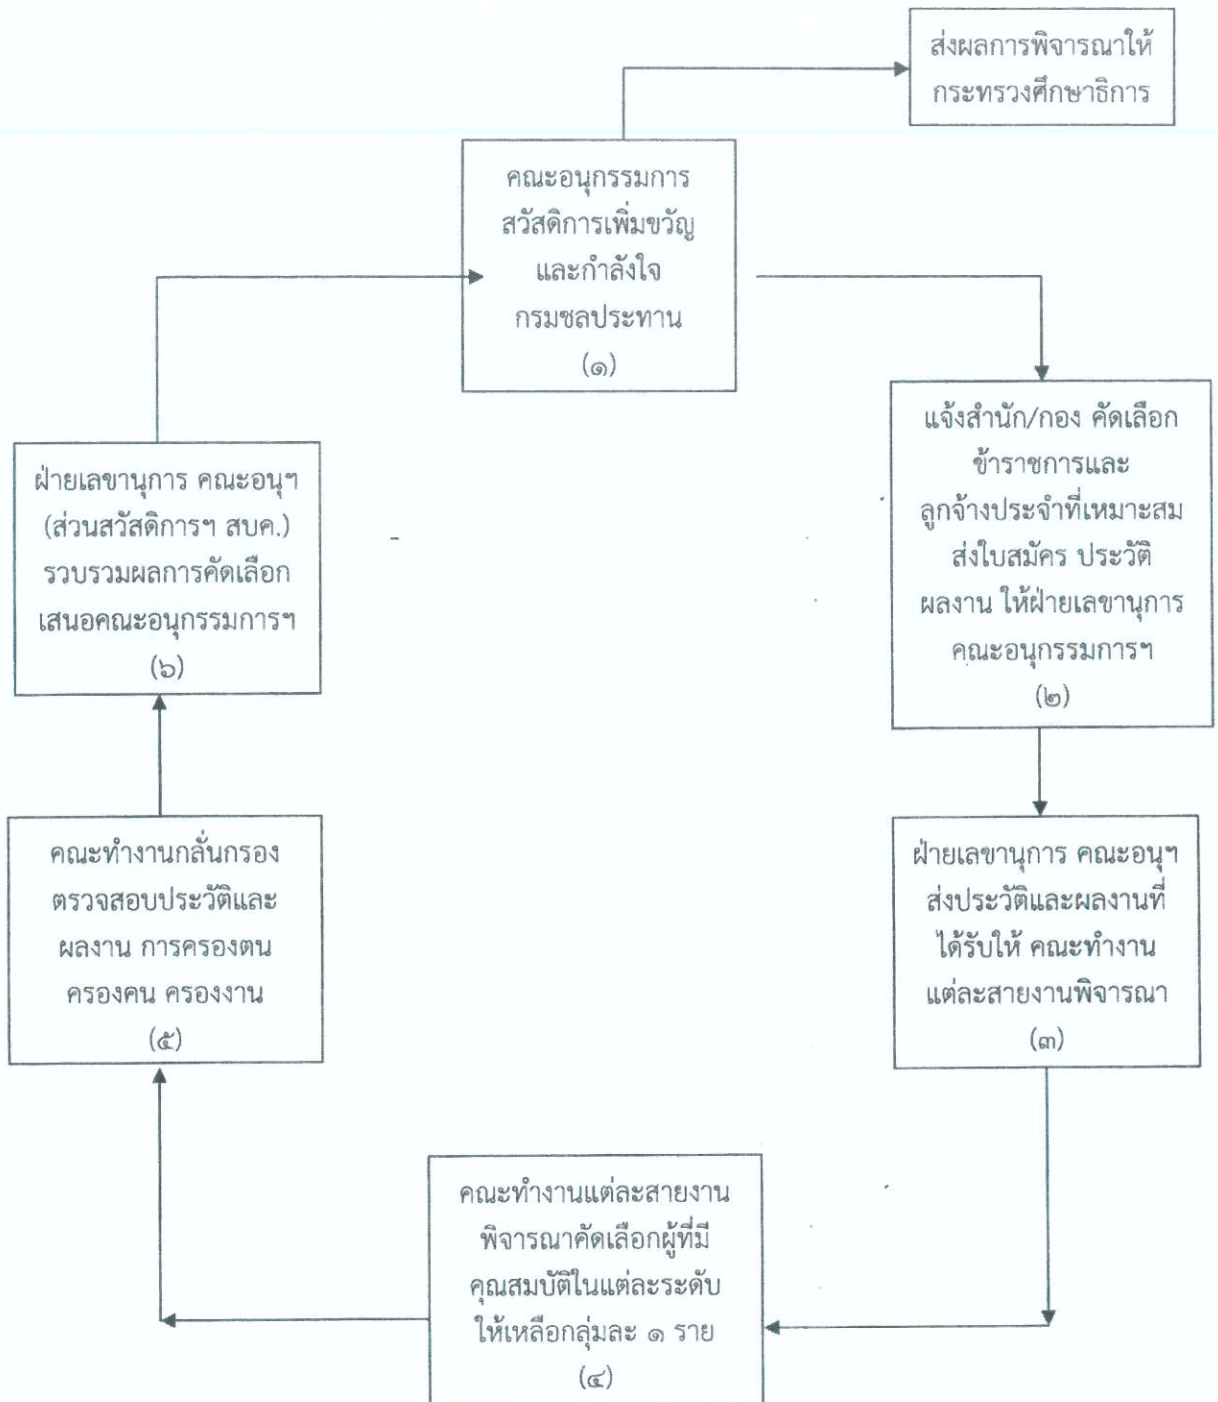 ส่งผลการพิจารณาให้
กระทรวงศึกษาธิการ
คณะอนุกรรมการ
สวัสดิการเพิ่มขวัญ
และกำลังใจ
กรมชลประทาน
(๑)
แจ้งสำนัก/กอง คัดเลือก
ข้าราชการและ
ลูกจ้างประจำที่เหมาะสม
ส่งใบสมัคร ประวัติ
ผลงาน ให้ฝ่ายเลขานุการ
คณะอนุกรรมการฯ
(๒)
ฝ่ายเลขานุการ คณะอนุฯ
ส่งประวัติและผลงานที่
ได้รับให้ คณะทำงาน
แต่ละสายงานพิจารณา
(๓)
คณะทำงานแต่ละสายงาน
พิจารณาคัดเลือกผู้ที่มี
คุณสมบัติในแต่ละระดับ
ให้เหลือกลุ่มละ ๑ ราย
(๔)
คณะทำงานกลั่นกรอง
ตรวจสอบประวัติและ
ผลงาน การครองตน
ครองคน ครองงาน
(๕)
ฝ่ายเลขานุการ คณะอนุฯ
(ส่วนสวัสดิการฯ สบค.)
รวบรวมผลการคัดเลือก
เสนอคณะอนุกรรมการฯ
(๖)